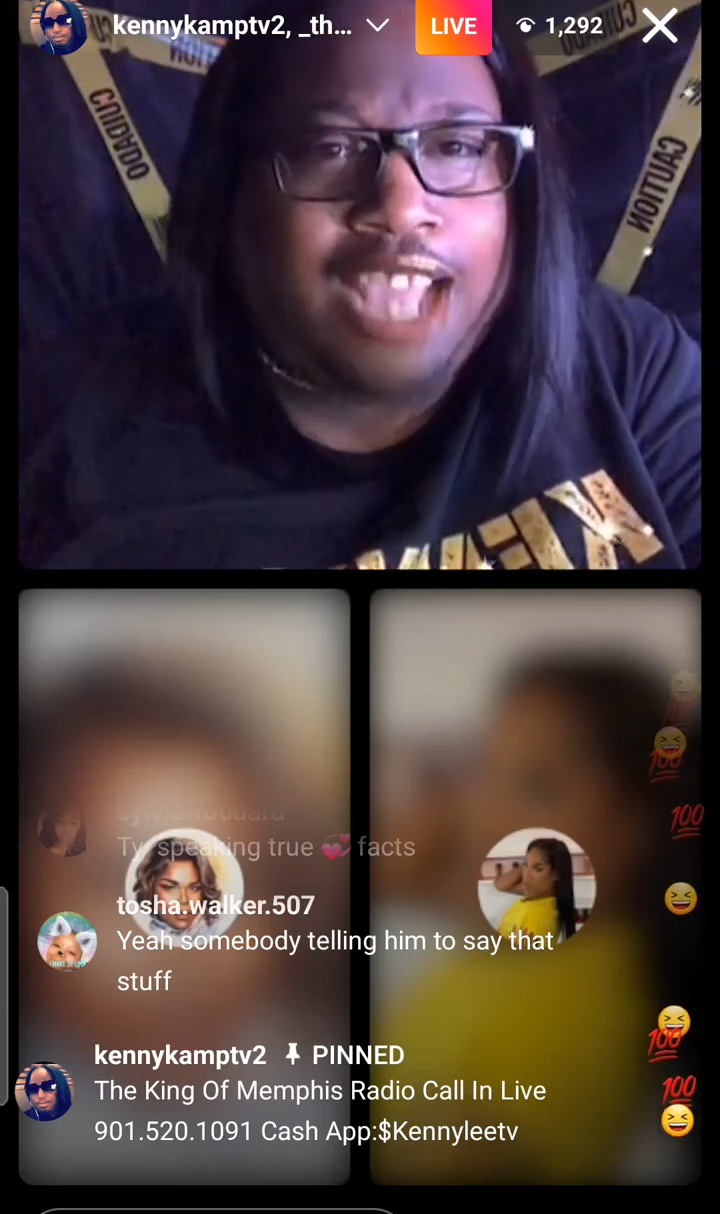 kennykamptv2, _th...
LIVE
1,292
CAUTION
Ty speaking true 💞 facts
tosha.walker.507
Yeah somebody telling him to say that
stuff
kennykamptv2 PINNED
The King Of Memphis Radio Call In Live
901.520.1091 Cash App:$Kennyleetv